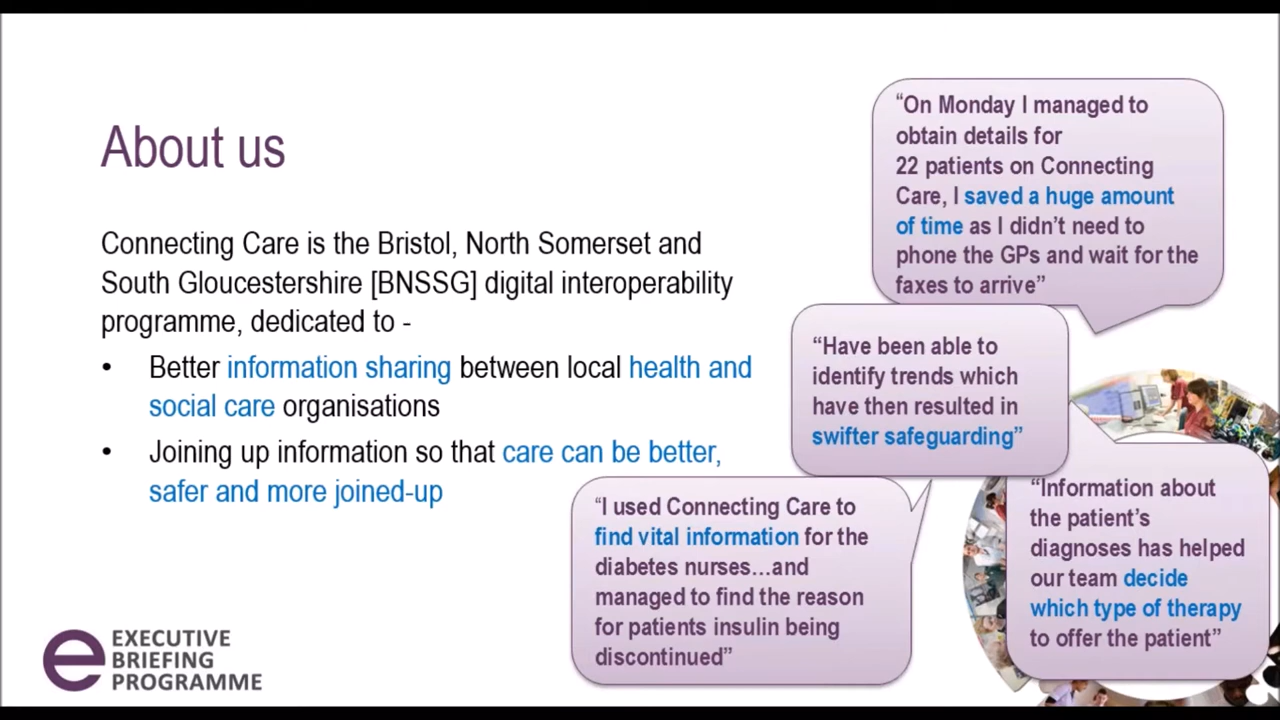 About us
Connecting Care is the Bristol, North Somerset and
South Gloucestershire [BNSSG] digital interoperability
programme, dedicated to -
• Better information sharing between local health and
social care organisations
• Joining up information so that care can be better,
safer and more joined-up
“On Monday I managed to
obtain details for
22 patients on Connecting
Care, I saved a huge amount
of time as I didn’t need to
phone the GPs and wait for the
faxes to arrive”
“Have been able to
identify trends which
have then resulted in
swifter safeguarding”
“I used Connecting Care to
find vital information for the
diabetes nurses...and
managed to find the reason
for patients insulin being
discontinued”
“Information about
the patient’s
diagnoses has helped
our team decide
which type of therapy
to offer the patient”
e EXECUTIVE
BRIEFING
PROGRAMME